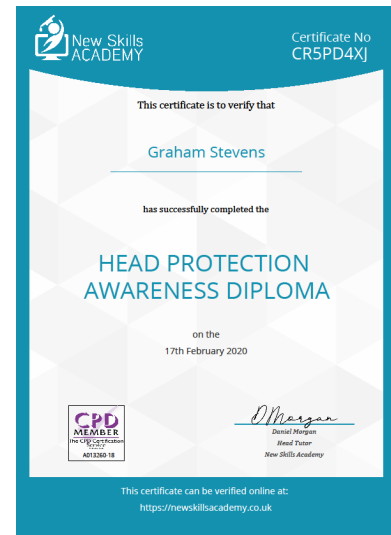 New Skills
ACADEMY
Certificate No
CR5PD4XJ
This certificate is to verify that
Graham Stevens
has successfully completed the
HEAD PROTECTION
AWARENESS DIPLOMA
on the
17th February 2020
CPD
MEMBER
The CPD Certification
Service
A013260-18
DMorgan
Daniel Morgan
Head Tutor
New Skills Academy
This certificate can be verified online at:
https://newskillsacademy.co.uk